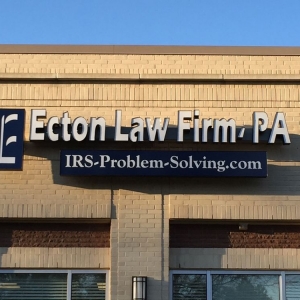 E
Ecton Law Firm- PA
IRS-Problem-Solving.com